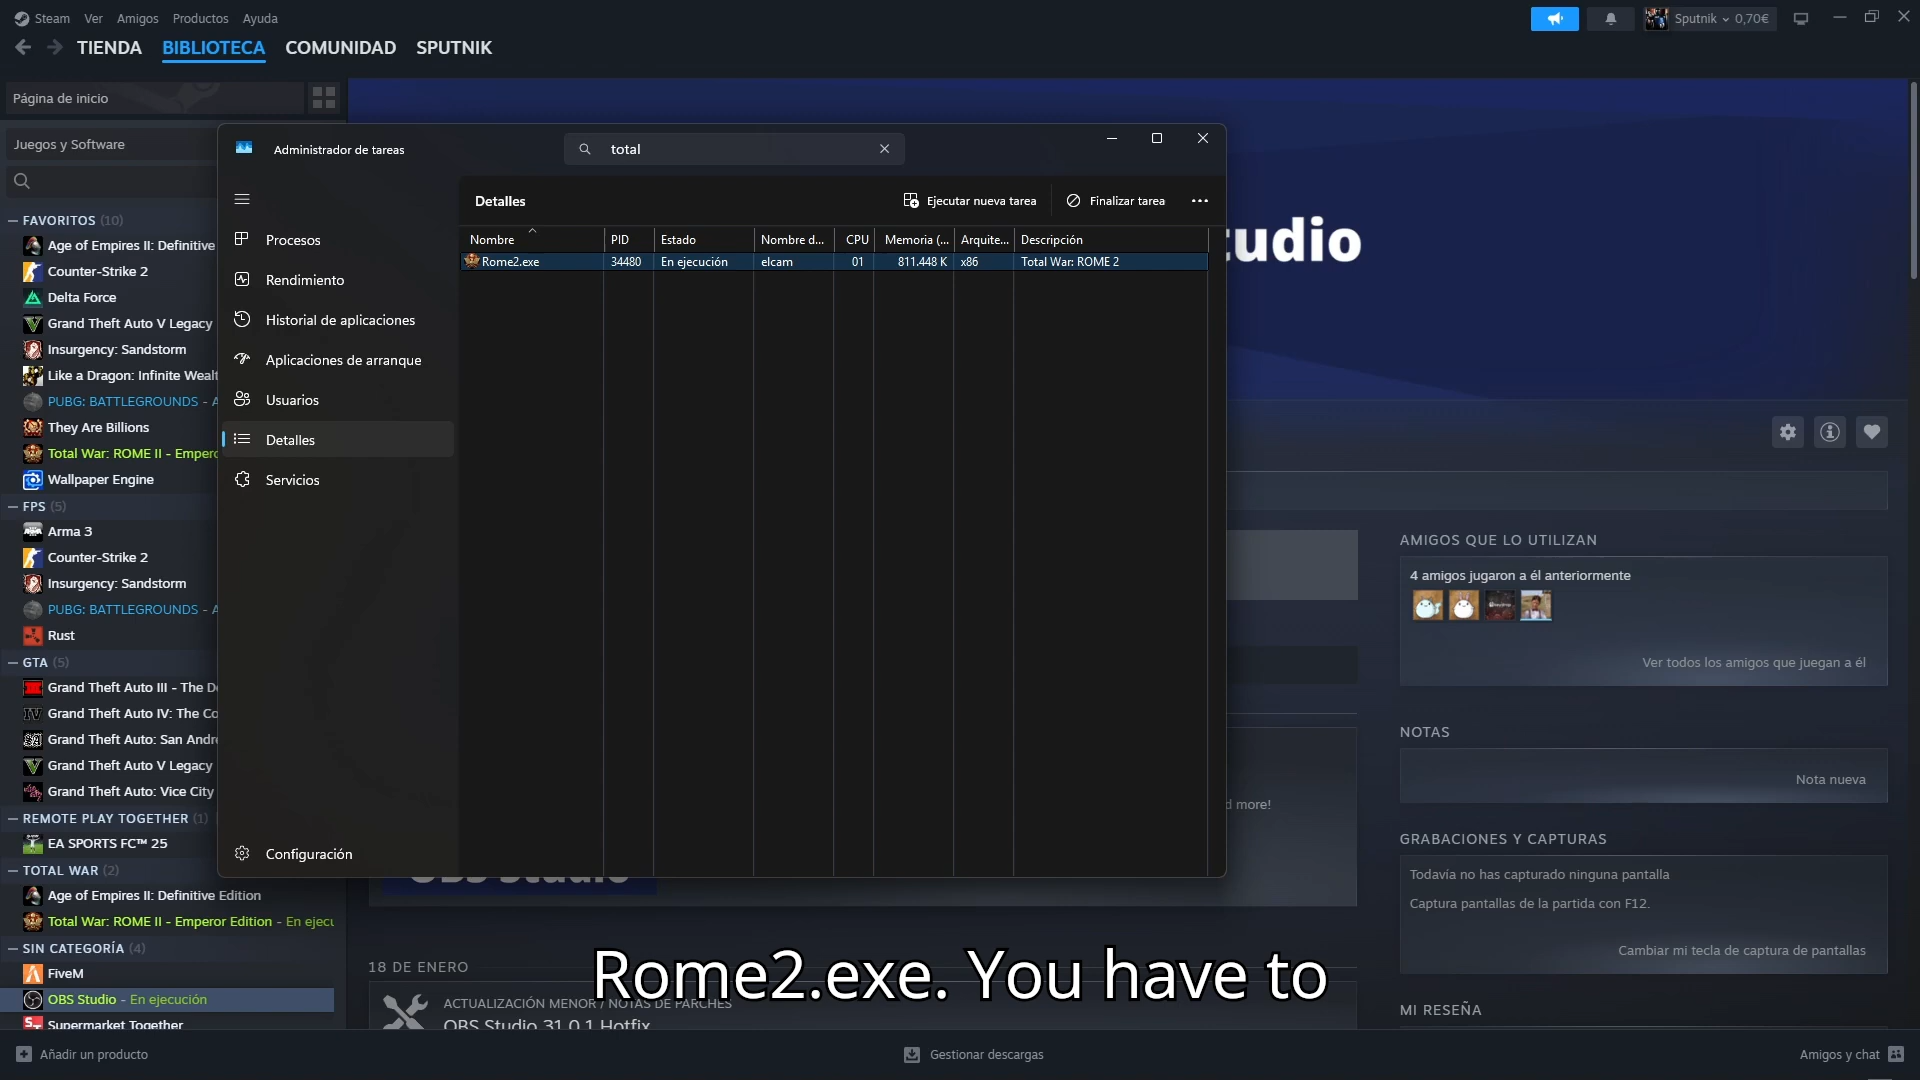 Steam Ver Amigos Productos Ayuda
Sputnik 0,70€
TIENDA BIBLIOTECA COMUNIDAD SPUTNIK
Página de inicio
Juegos y Software
FAVORITOS (10)
Age of Empires II: Definitive
Counter-Strike 2
Delta Force
Grand Theft Auto V Legacy
Insurgency: Sandstorm
Like a Dragon: Infinite Wealt
PUBG: BATTLEGROUNDS - A
They Are Billions
Total War: ROME II - Empero
Wallpaper Engine
FPS (5)
Arma 3
Counter-Strike 2
Insurgency: Sandstorm
PUBG: BATTLEGROUNDS - A
Rust
GTA (5)
Grand Theft Auto III - The De
Grand Theft Auto IV: The Co
Grand Theft Auto: San Andre
Grand Theft Auto V Legacy
Grand Theft Auto: Vice City
REMOTE PLAY TOGETHER (1)
EA SPORTS FC™ 25
TOTAL WAR (2)
Age of Empires II: Definitive Edition
Total War: ROME II - Emperor Edition - En ejecu
SIN CATEGORÍA (4)
FiveM
OBS Studio - En ejecución
Supermarket Together
Administrador de tareas
total
Procesos
Rendimiento
Historial de aplicaciones
Aplicaciones de arranque
Usuarios
Detalles
Servicios
Configuración
Detalles Ejecutar nueva tarea Finalizar tarea
Nombre PID Estado Nombre d... CPU Memoria (... Arquite... Descripción
Rome2.exe 34480 En ejecución elcam 01 811.448 K x86 Total War: ROME 2
tudio
d more!
OBS Studio
18 DE ENERO
ACTUALIZACIÓN MENOR / NOTAS DE PARCHES
OBS Studio 31.0.1 Hotfix
AMIGOS QUE LO UTILIZAN
4 amigos jugaron a él anteriormente
Ver todos los amigos que juegan a él
NOTAS
Nota nueva
GRABACIONES Y CAPTURAS
Todavía no has capturado ninguna pantalla
Captura pantallas de la partida con F12.
Cambiar mi tecla de captura de pantallas
MI RESEÑA
Rome2.exe. You have to
Añadir un producto
Gestionar descargas
Amigos y chat